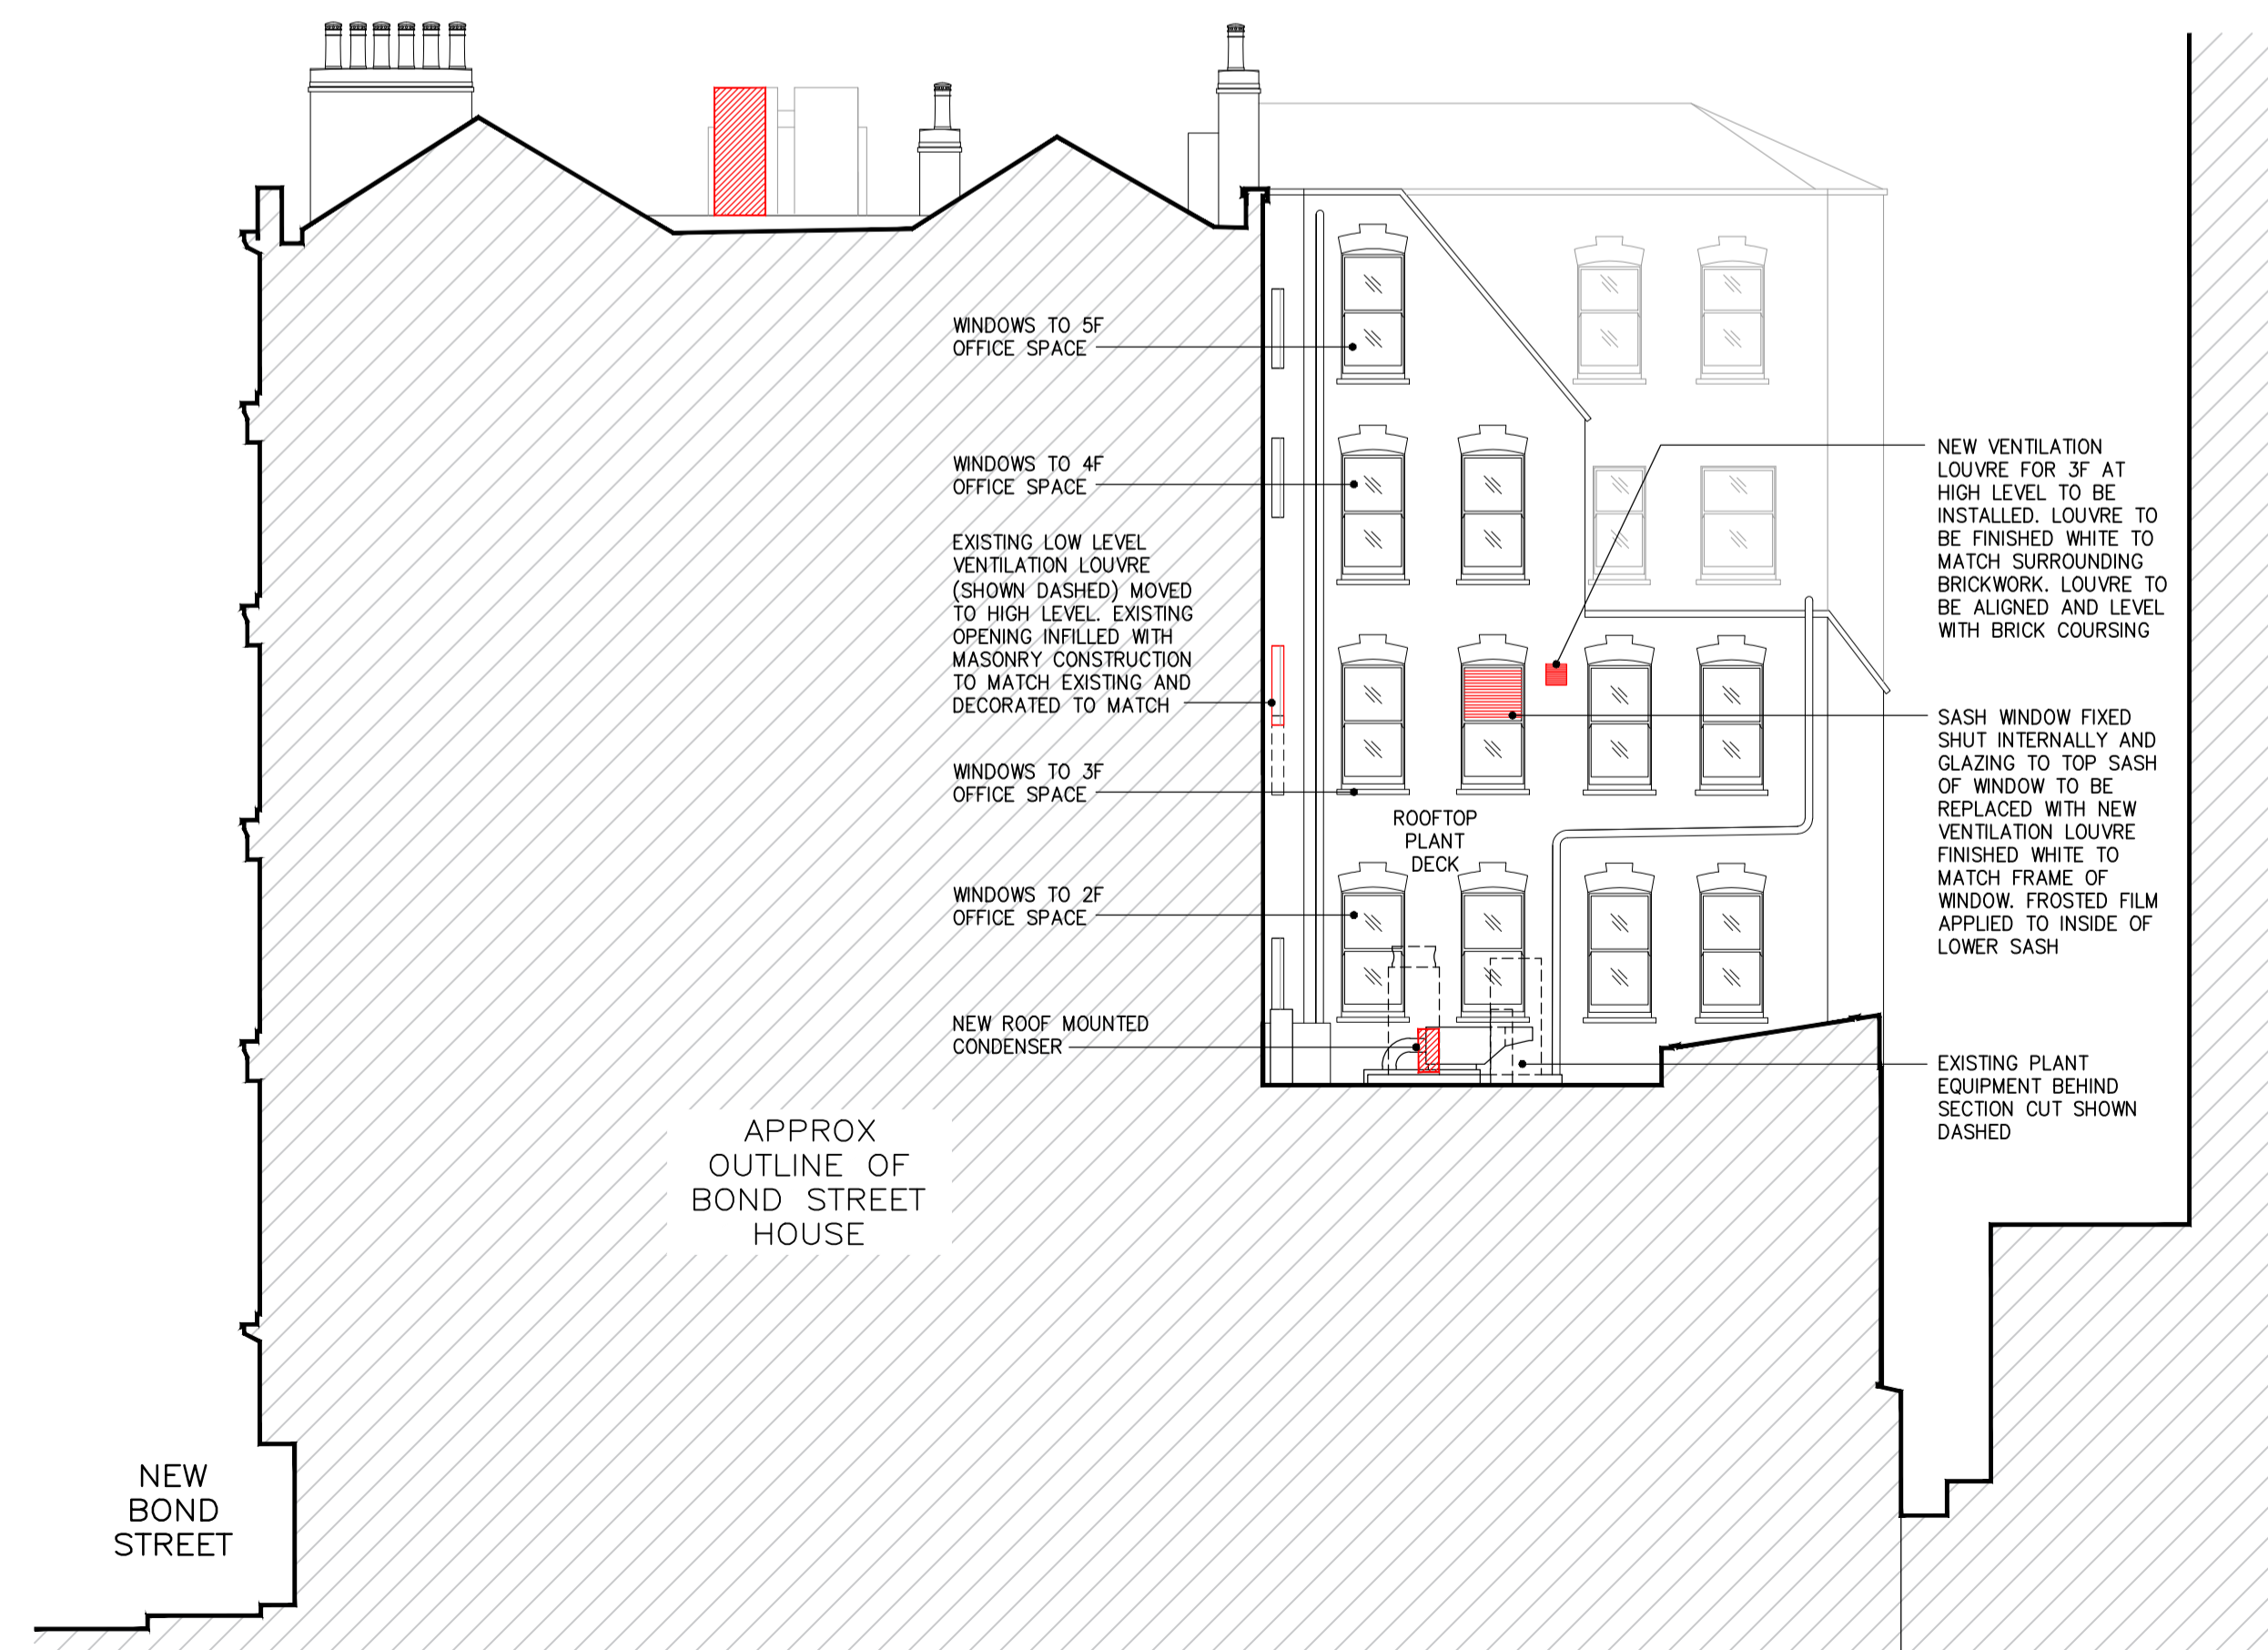 WINDOWS TO 5F
OFFICE SPACE
WINDOWS TO 4F
OFFICE SPACE
EXISTING LOW LEVEL
VENTILATION LOUVRE
(SHOWN DASHED) MOVED
TO HIGH LEVEL. EXISTING
OPENING INFILLED WITH
MASONRY CONSTRUCTION
TO MATCH EXISTING AND
DECORATED TO MATCH
WINDOWS TO 3F
OFFICE SPACE
WINDOWS TO 2F
OFFICE SPACE
NEW ROOF MOUNTED
CONDENSER
ROOFTOP
PLANT
DECK
NEW VENTILATION
LOUVRE FOR 3F AT
HIGH LEVEL TO BE
INSTALLED. LOUVRE TO
BE FINISHED WHITE TO
MATCH SURROUNDING
BRICKWORK. LOUVRE TO
BE ALIGNED AND LEVEL
WITH BRICK COURSING
SASH WINDOW FIXED
SHUT INTERNALLY AND
GLAZING TO TOP SASH
OF WINDOW TO BE
REPLACED WITH NEW
VENTILATION LOUVRE
FINISHED WHITE TO
MATCH FRAME OF
WINDOW. FROSTED FILM
APPLIED TO INSIDE OF
LOWER SASH
EXISTING PLANT
EQUIPMENT BEHIND
SECTION CUT SHOWN
DASHED
APPROX
OUTLINE OF
BOND STREET
HOUSE
NEW
BOND
STREET